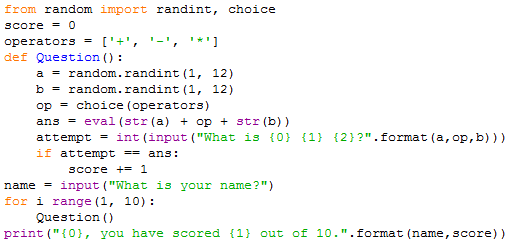 from random import randint, choice
score = 0
operators = ['+', '-', '*']
def Question():
    a = random.randint(1, 12)
    b = random.randint(1, 12)
    op = choice(operators)
    ans = eval(str(a) + op + str(b))
    attempt = int(input("What is {0} {1} {2}?".format(a,op,b)))
    if attempt == ans:
        score += 1
name = input("What is your name?")
for i range(1, 10):
    Question()
print("{0}, you have scored {1} out of 10.".format(name,score))